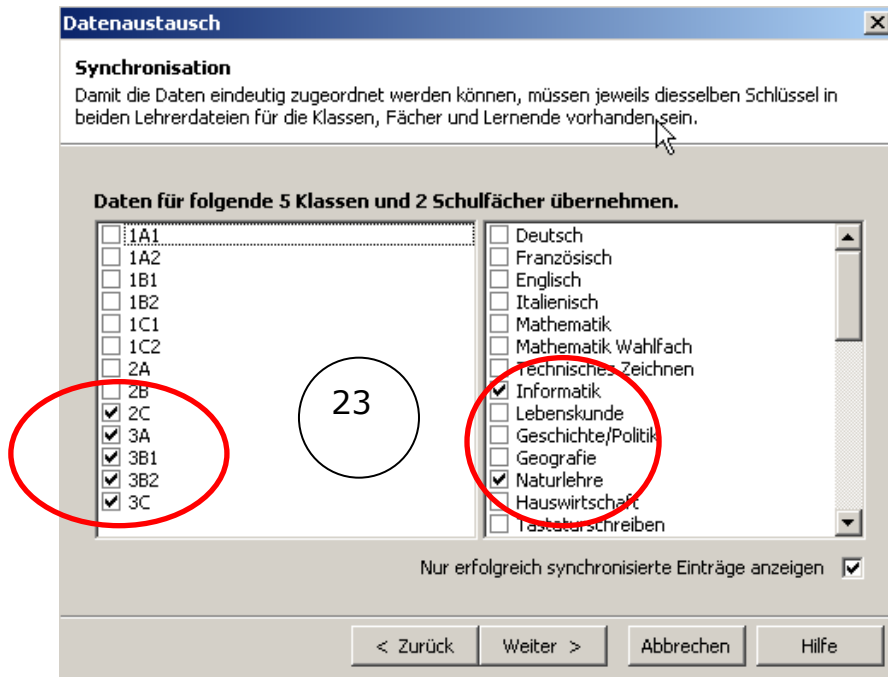 Datenaustausch
Synchronisation
Damit die Daten eindeutig zugeordnet werden können, müssen jeweils diesselben Schlüssel in
beiden Lehrerdateien für die Klassen, Fächer und Lernende vorhanden sein.
Daten für folgende 5 Klassen und 2 Schulfächer übernehmen.
1A1
1A2
1B1
1B2
1C1
1C2
2A
2B
2C
3A
3B1
3B2
3C
23
Deutsch
Französisch
Englisch
Italienisch
Mathematik
Mathematik Wahlfach
Technisches Zeichnen
Informatik
Lebenskunde
Geschichte/Politik
Geografie
Naturlehre
Hauswirtschaft
Tastaturschreiben
Nur erfolgreich synchronisierte Einträge anzeigen
< Zurück
Weiter >
Abbrechen
Hilfe